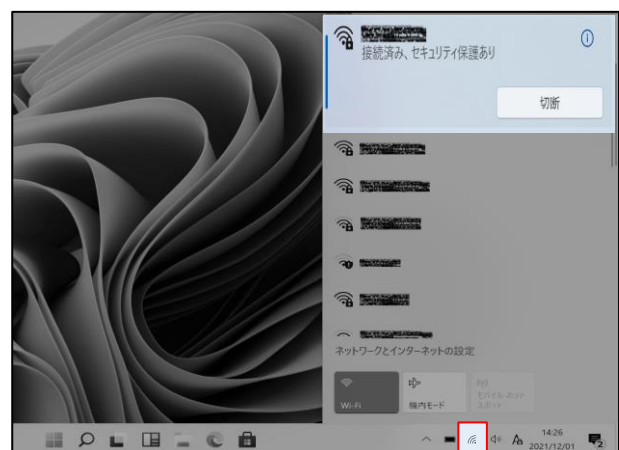 接続済み、セキュリティ保護あり
切断
ネットワークとインターネットの設定
Wi-Fi
機内モード
モバイル ホット
スポット
A
14:26
2021/12/01
2